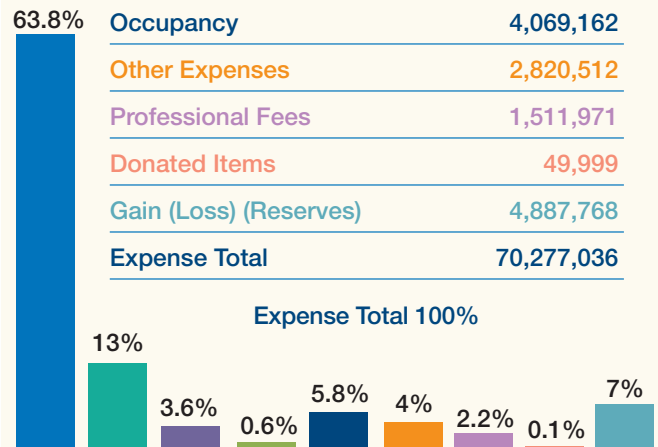 63.8%
Occupancy 4,069,162
Other Expenses 2,820,512
Professional Fees 1,511,971
Donated Items 49,999
Gain (Loss) (Reserves) 4,887,768
Expense Total 70,277,036
Expense Total 100%
13%
3.6%
0.6%
5.8%
4%
2.2%
0.1%
7%